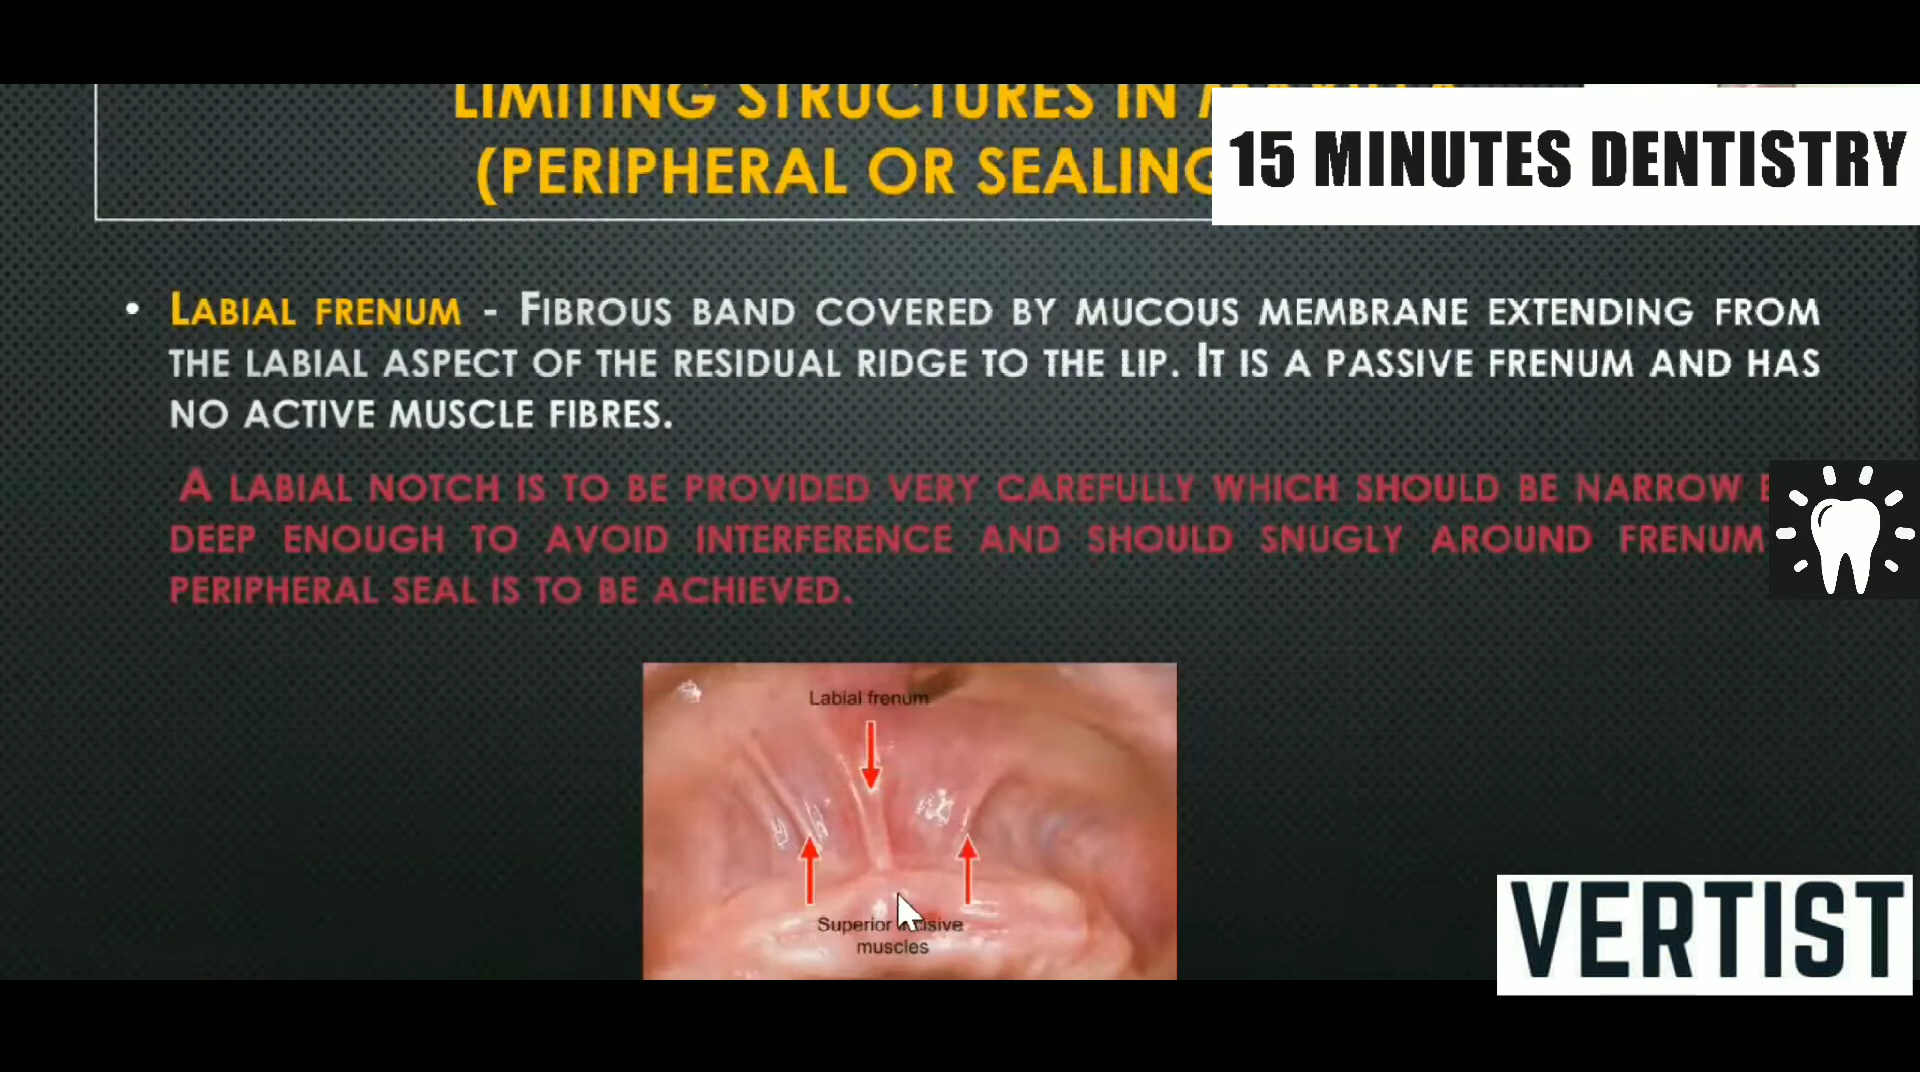 LIMITING STRUCTURES IN
(PERIPHERAL OR SEALING
15 MINUTES DENTISTRY
• LABIAL FRENUM - FIBROUS BAND COVERED BY MUCOUS MEMBRANE EXTENDING FROM
THE LABIAL ASPECT OF THE RESIDUAL RIDGE TO THE LIP. IT IS A PASSIVE FRENUM AND HAS
NO ACTIVE MUSCLE FIBRES.
A LABIAL NOTCH IS TO BE PROVIDED VERY CAREFULLY WHICH SHOULD BE NARROW
DEEP ENOUGH TO AVOID INTERFERENCE AND SHOULD SNUGLY AROUND FRENUM
PERIPHERAL SEAL IS TO BE ACHIEVED.
Labial frenum
Superior
muscles
VERTIST